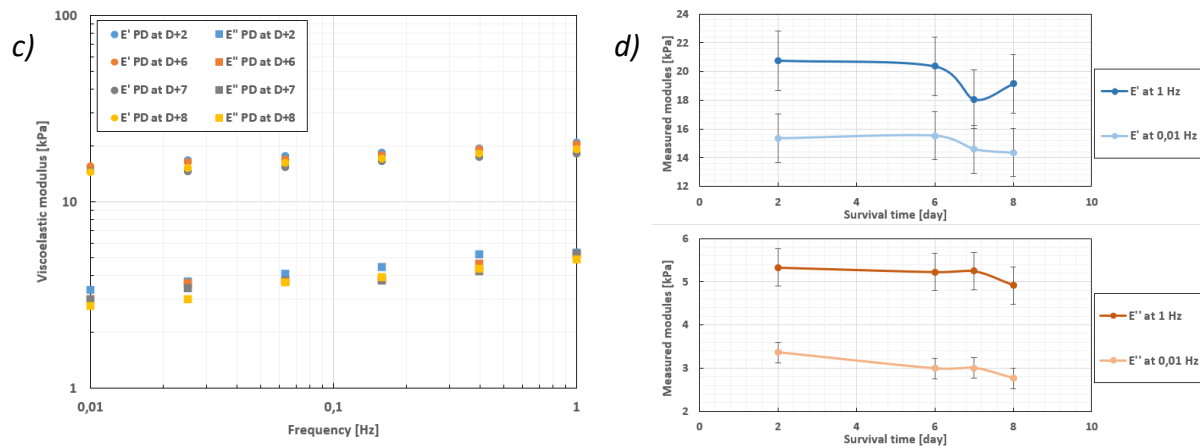 c)
Viscoelastic modulus [kPa]
100
10
1
E' PD at D+2
E'' PD at D+2
E' PD at D+6
E'' PD at D+6
E' PD at D+7
E'' PD at D+7
E' PD at D+8
E'' PD at D+8
0,01
0,1
1
Frequency [Hz]
d)
Measured modules [kPa]
24
22
20
18
16
14
12
0
2
4
6
8
10
Survival time [day]
E' at 1 Hz
E' at 0,01 Hz
Measured modules [kPa]
6
5
4
3
2
0
2
4
6
8
10
Survival time [day]
E'' at 1 Hz
E'' at 0,01 Hz